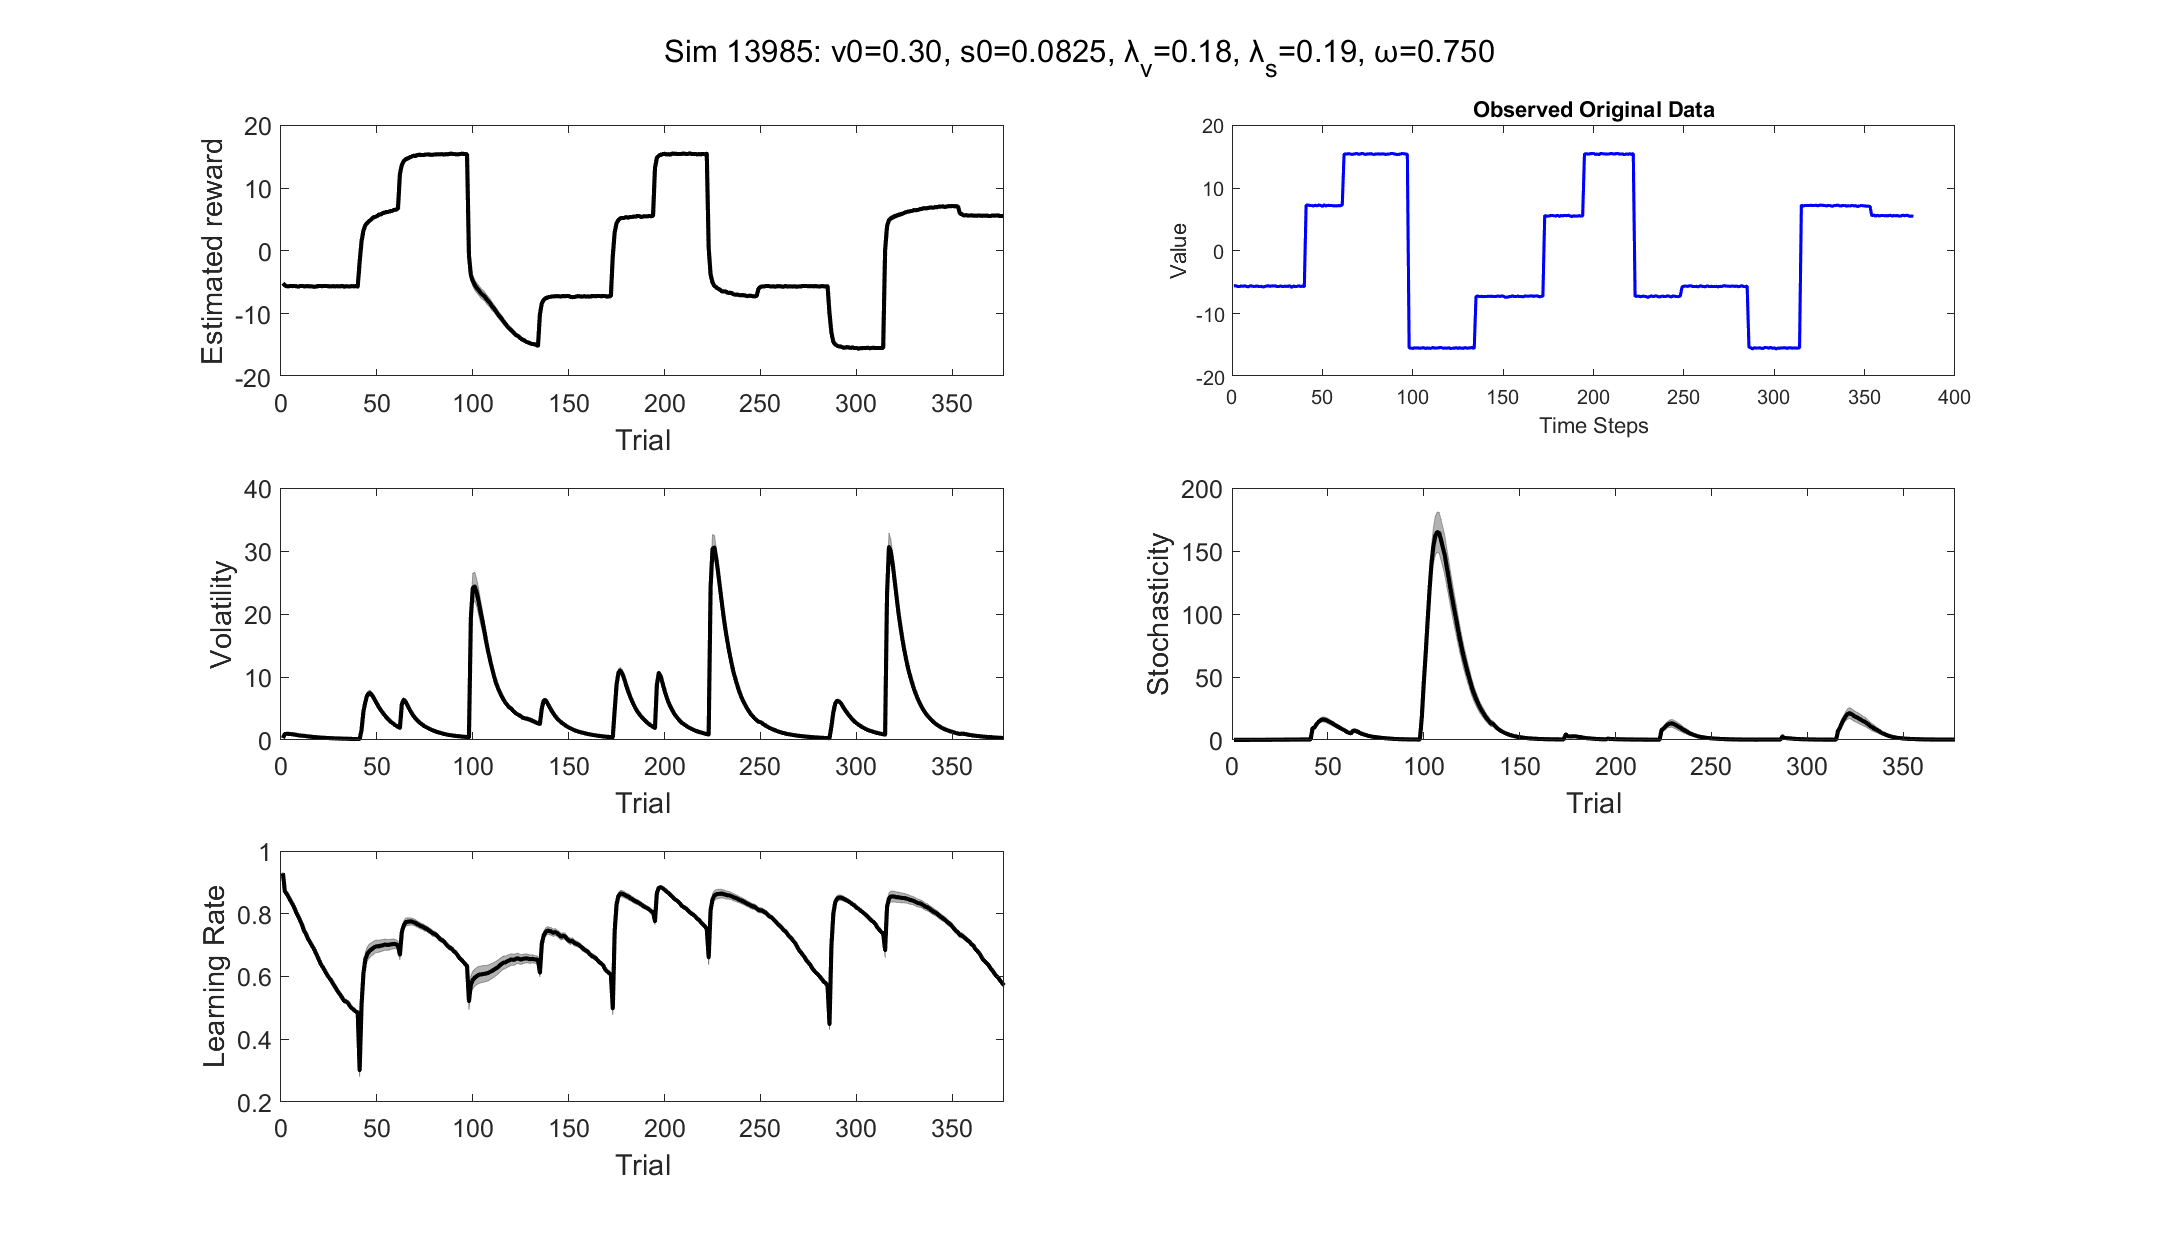 Sim 13985: v0=0.30, s0=0.0825, λ_v=0.18, λ_s=0.19, ω=0.750
Estimated reward
20
10
0
-10
-20
0 50 100 150 200 250 300 350
Trial
Observed Original Data
Value
20
10
0
-10
-20
0 50 100 150 200 250 300 350 400
Time Steps
Volatility
40
30
20
10
0
0 50 100 150 200 250 300 350
Trial
Stochasticity
200
150
100
50
0
0 50 100 150 200 250 300 350
Trial
Learning Rate
1
0.8
0.6
0.4
0.2
0 50 100 150 200 250 300 350
Trial